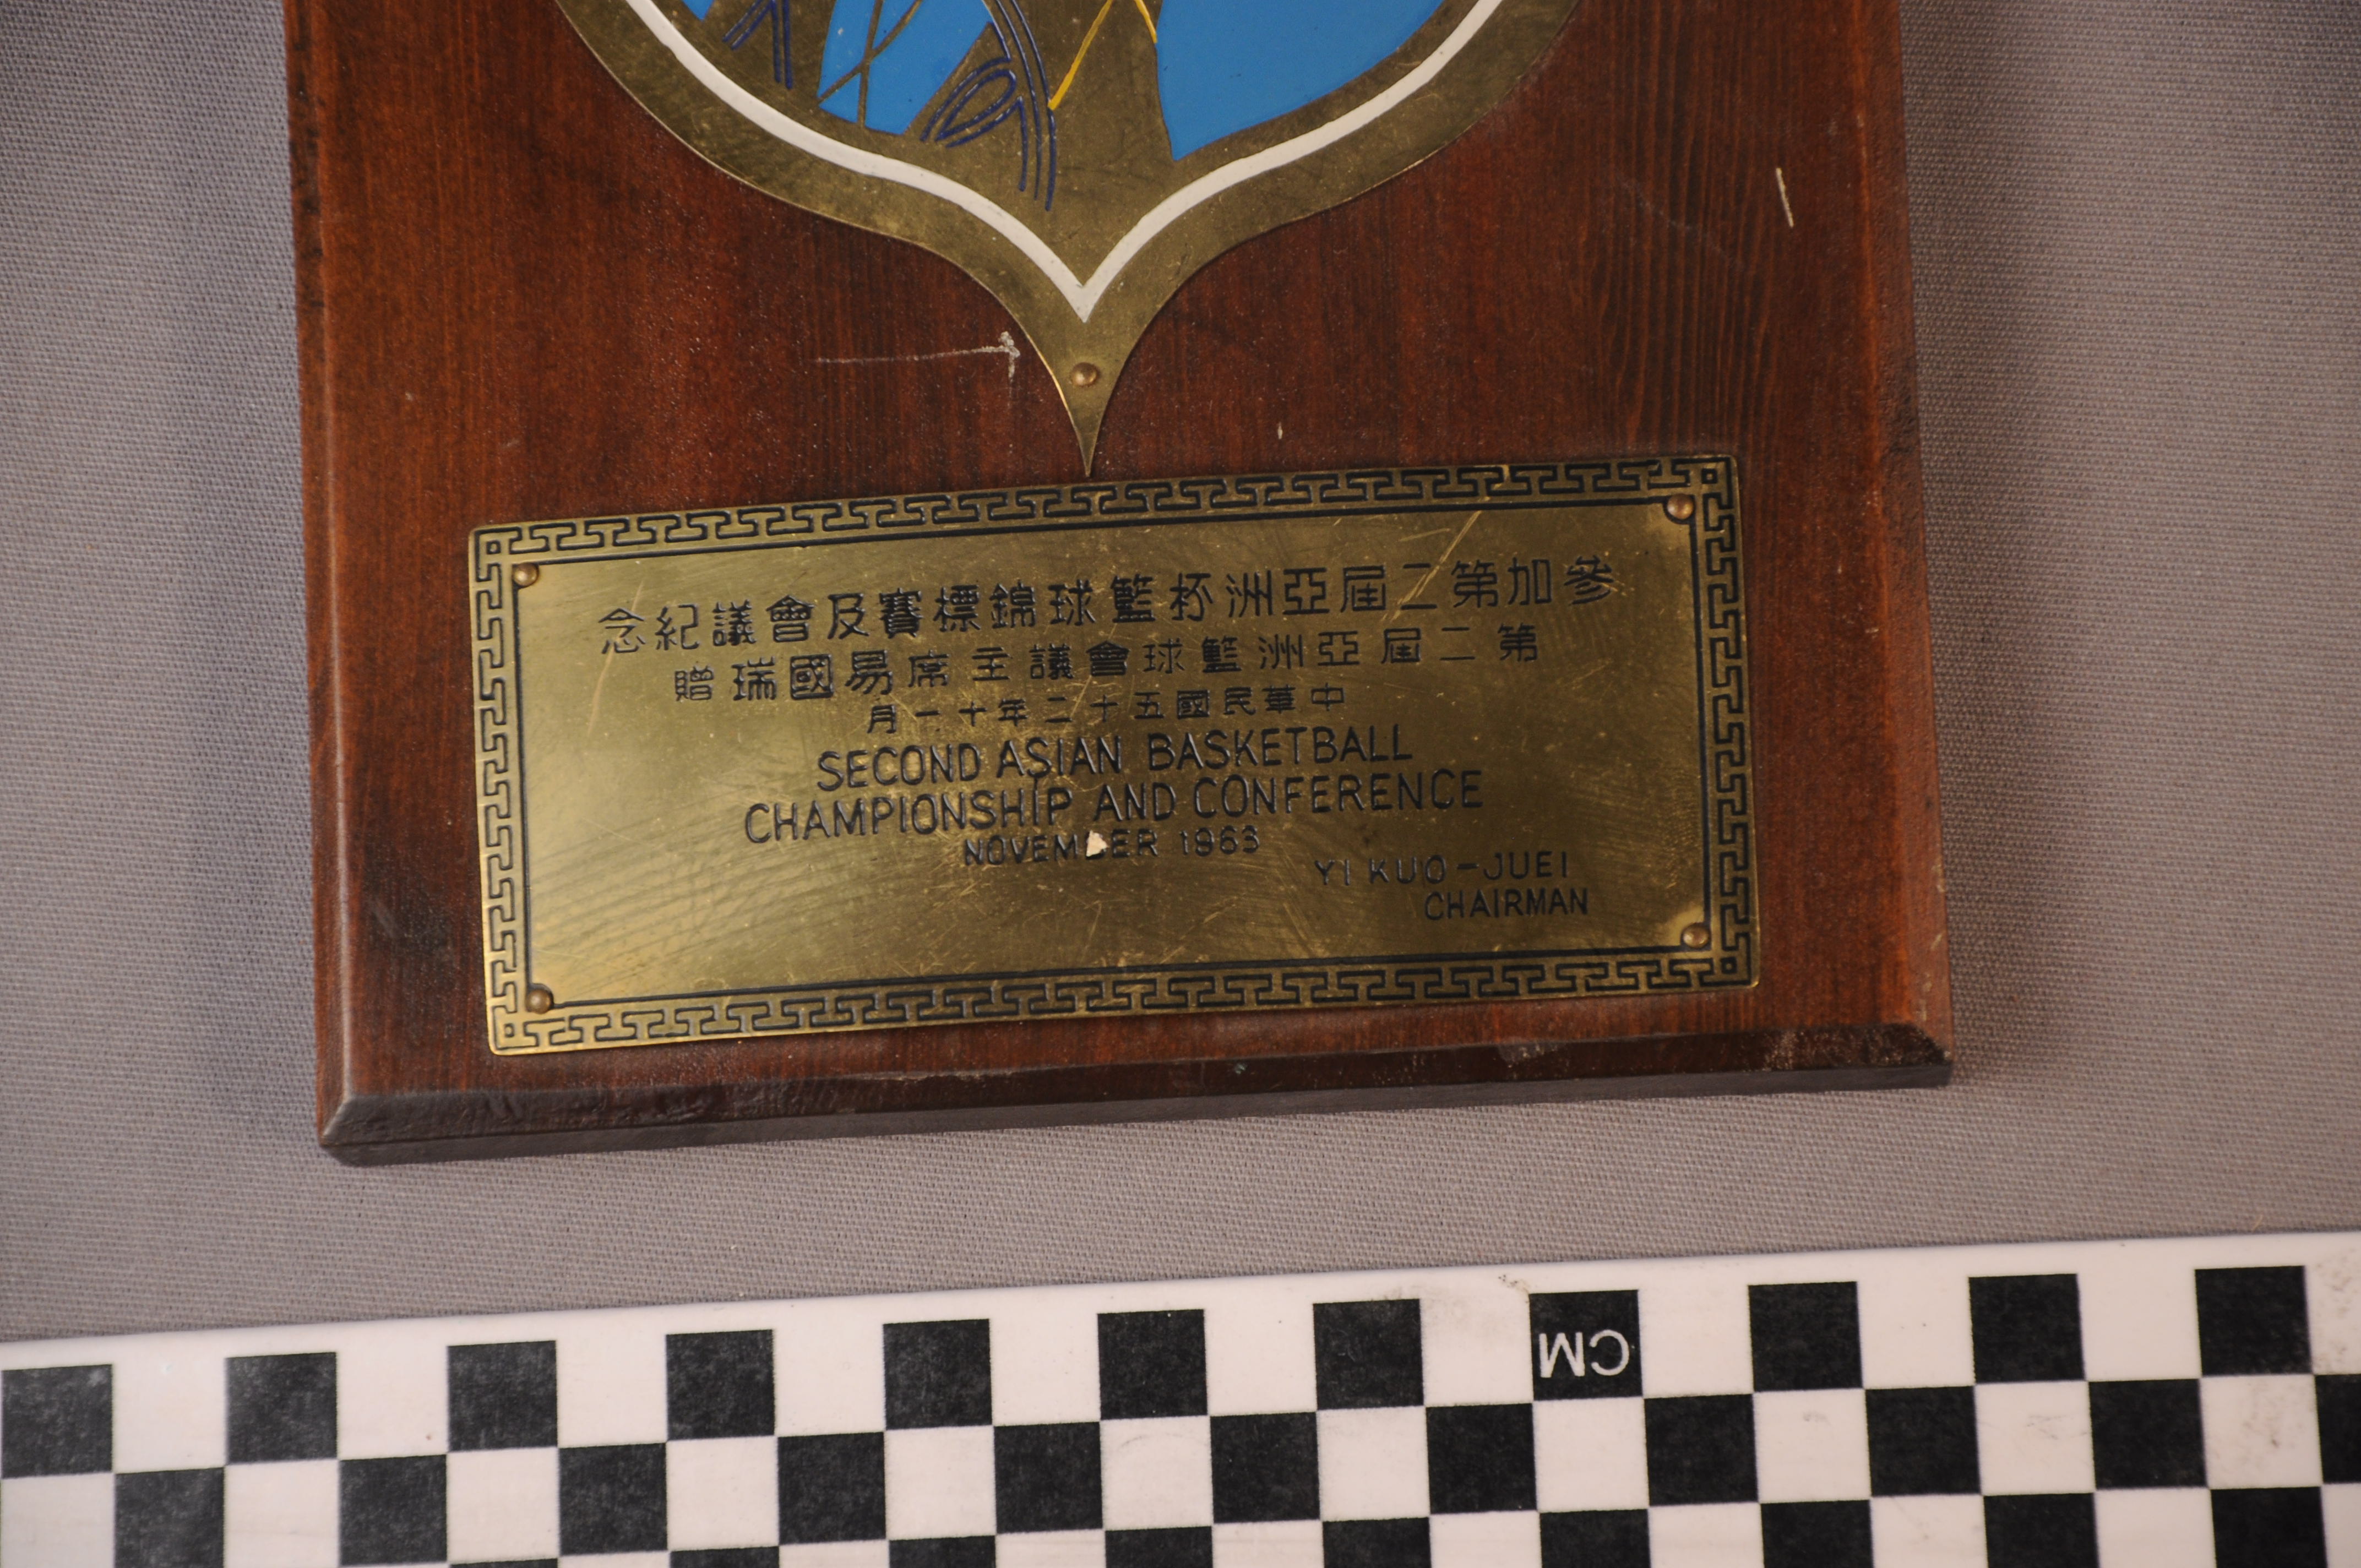 參加第二屆亞洲杯籃球錦標賽及會議紀念
第二屆亞洲籃球會議主席易國瑞贈
中華民國五十二年十一月
SECOND ASIAN BASKETBALL
CHAMPIONSHIP AND CONFERENCE
NOVEMBER 1963
YI KUO-JUEI
CHAIRMAN
CM